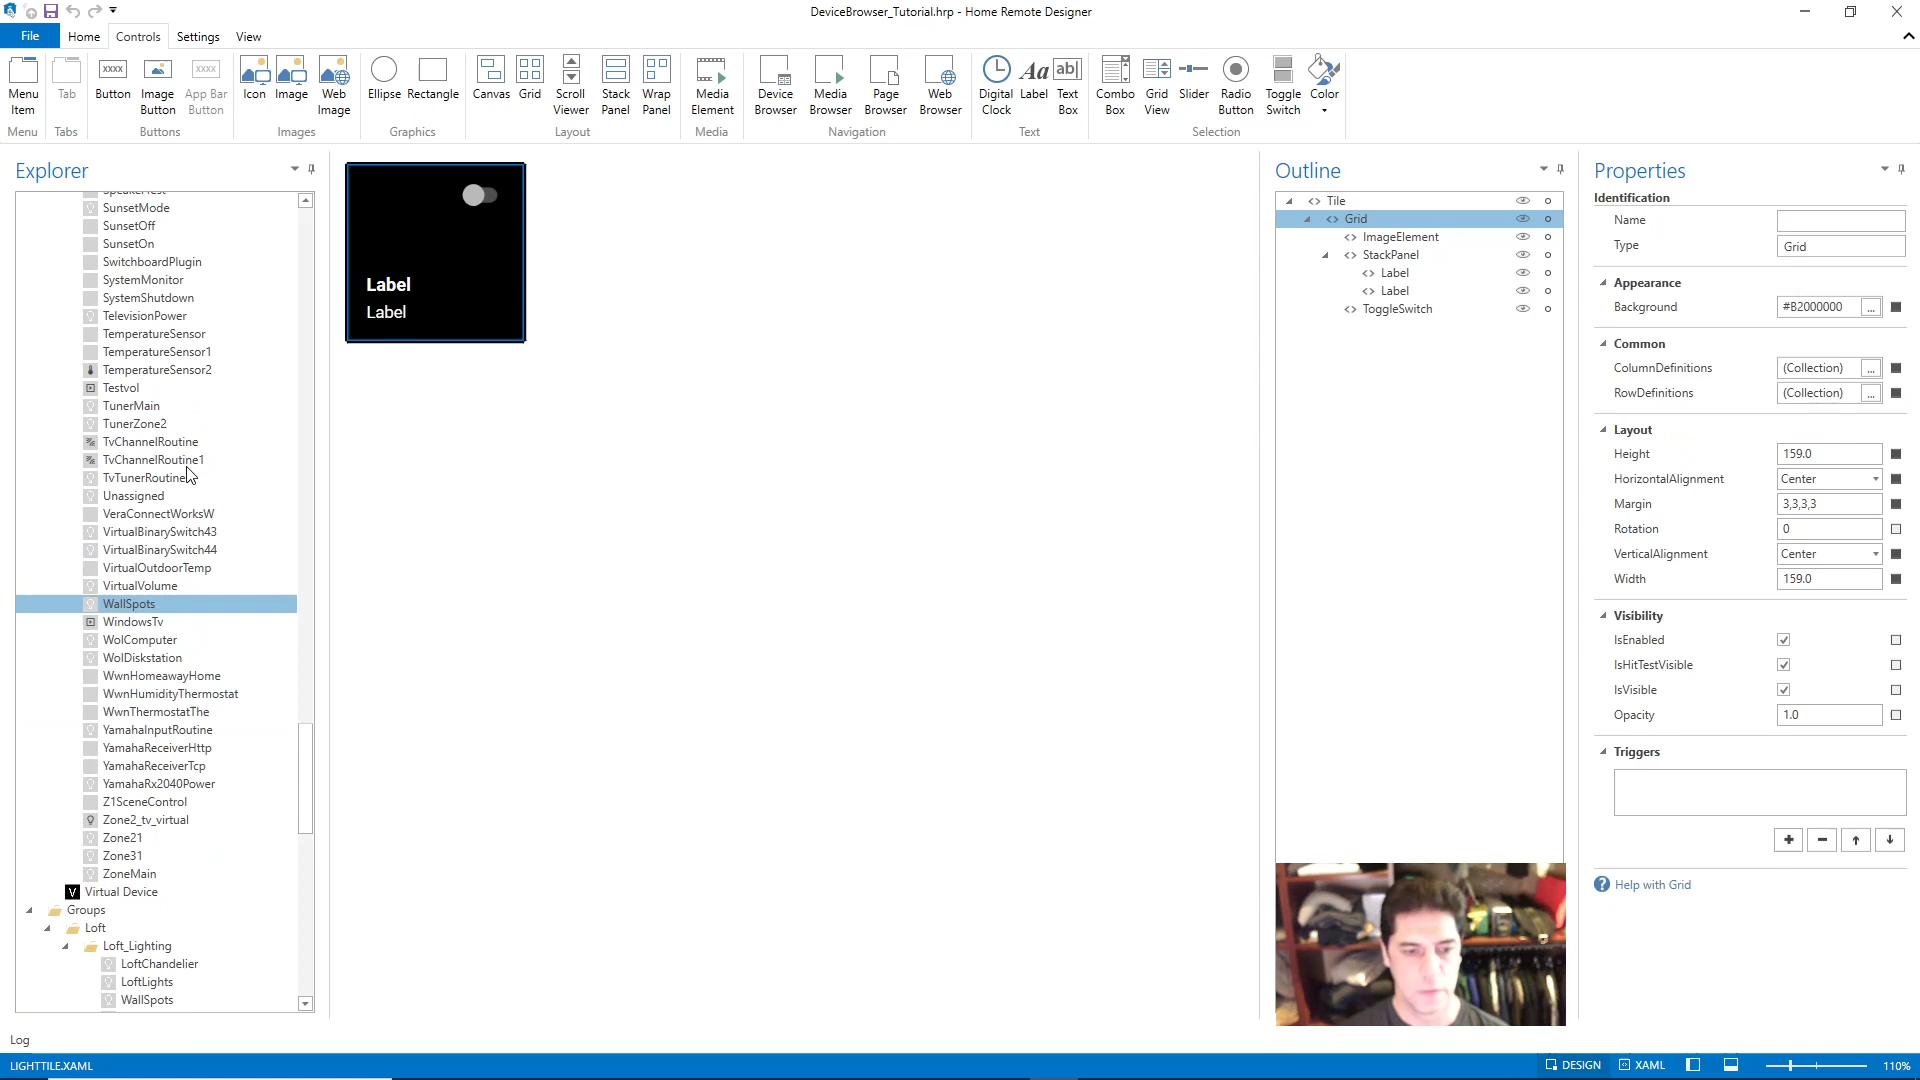 DeviceBrowser_Tutorial.hrp - Home Remote Designer
File
Home
Controls
Settings
View
Menu Item
Tab
xxxx
Button
Image Button
xxxx
App Bar Button
Icon
Image
Web Image
Ellipse
Rectangle
Canvas
Grid
Scroll Viewer
Stack Panel
Wrap Panel
Media Element
Device Browser
Media Browser
Page Browser
Web Browser
Digital Clock
Aa
Label
ab|
Text Box
Combo Box
Grid View
Slider
Radio Button
Toggle Switch
Color
Menu
Tabs
Buttons
Images
Graphics
Layout
Media
Navigation
Text
Selection
Explorer
SunsetMode
SunsetOff
SunsetOn
SwitchboardPlugin
SystemMonitor
SystemShutdown
TelevisionPower
TemperatureSensor
TemperatureSensor1
TemperatureSensor2
Testvol
TunerMain
TunerZone2
TvChannelRoutine
TvChannelRoutine1
TvTunerRoutine
Unassigned
VeraConnectWorksW
VirtualBinarySwitch43
VirtualBinarySwitch44
VirtualOutdoorTemp
VirtualVolume
WallSpots
WindowsTv
WolComputer
WolDiskstation
WwnHomeawayHome
WwnHumidityThermostat
WwnThermostatThe
YamahaInputRoutine
YamahaReceiverHttp
YamahaReceiverTcp
YamahaRx2040Power
Z1SceneControl
Zone2_tv_virtual
Zone21
Zone31
ZoneMain
V Virtual Device
Groups
Loft
Loft_Lighting
LoftChandelier
LoftLights
WallSpots
Label
Label
Outline
<> Tile
<> Grid
<> ImageElement
<> StackPanel
<> Label
<> Label
<> ToggleSwitch
Properties
Identification
Name
Type Grid
Appearance
Background #B2000000 ...
Common
ColumnDefinitions (Collection) ...
RowDefinitions (Collection) ...
Layout
Height 159.0
HorizontalAlignment Center
Margin 3,3,3,3
Rotation 0
VerticalAlignment Center
Width 159.0
Visibility
IsEnabled
IsHitTestVisible
IsVisible
Opacity 1.0
Triggers
? Help with Grid
Log
LIGHTTILE.XAML
DESIGN
XAML
110%